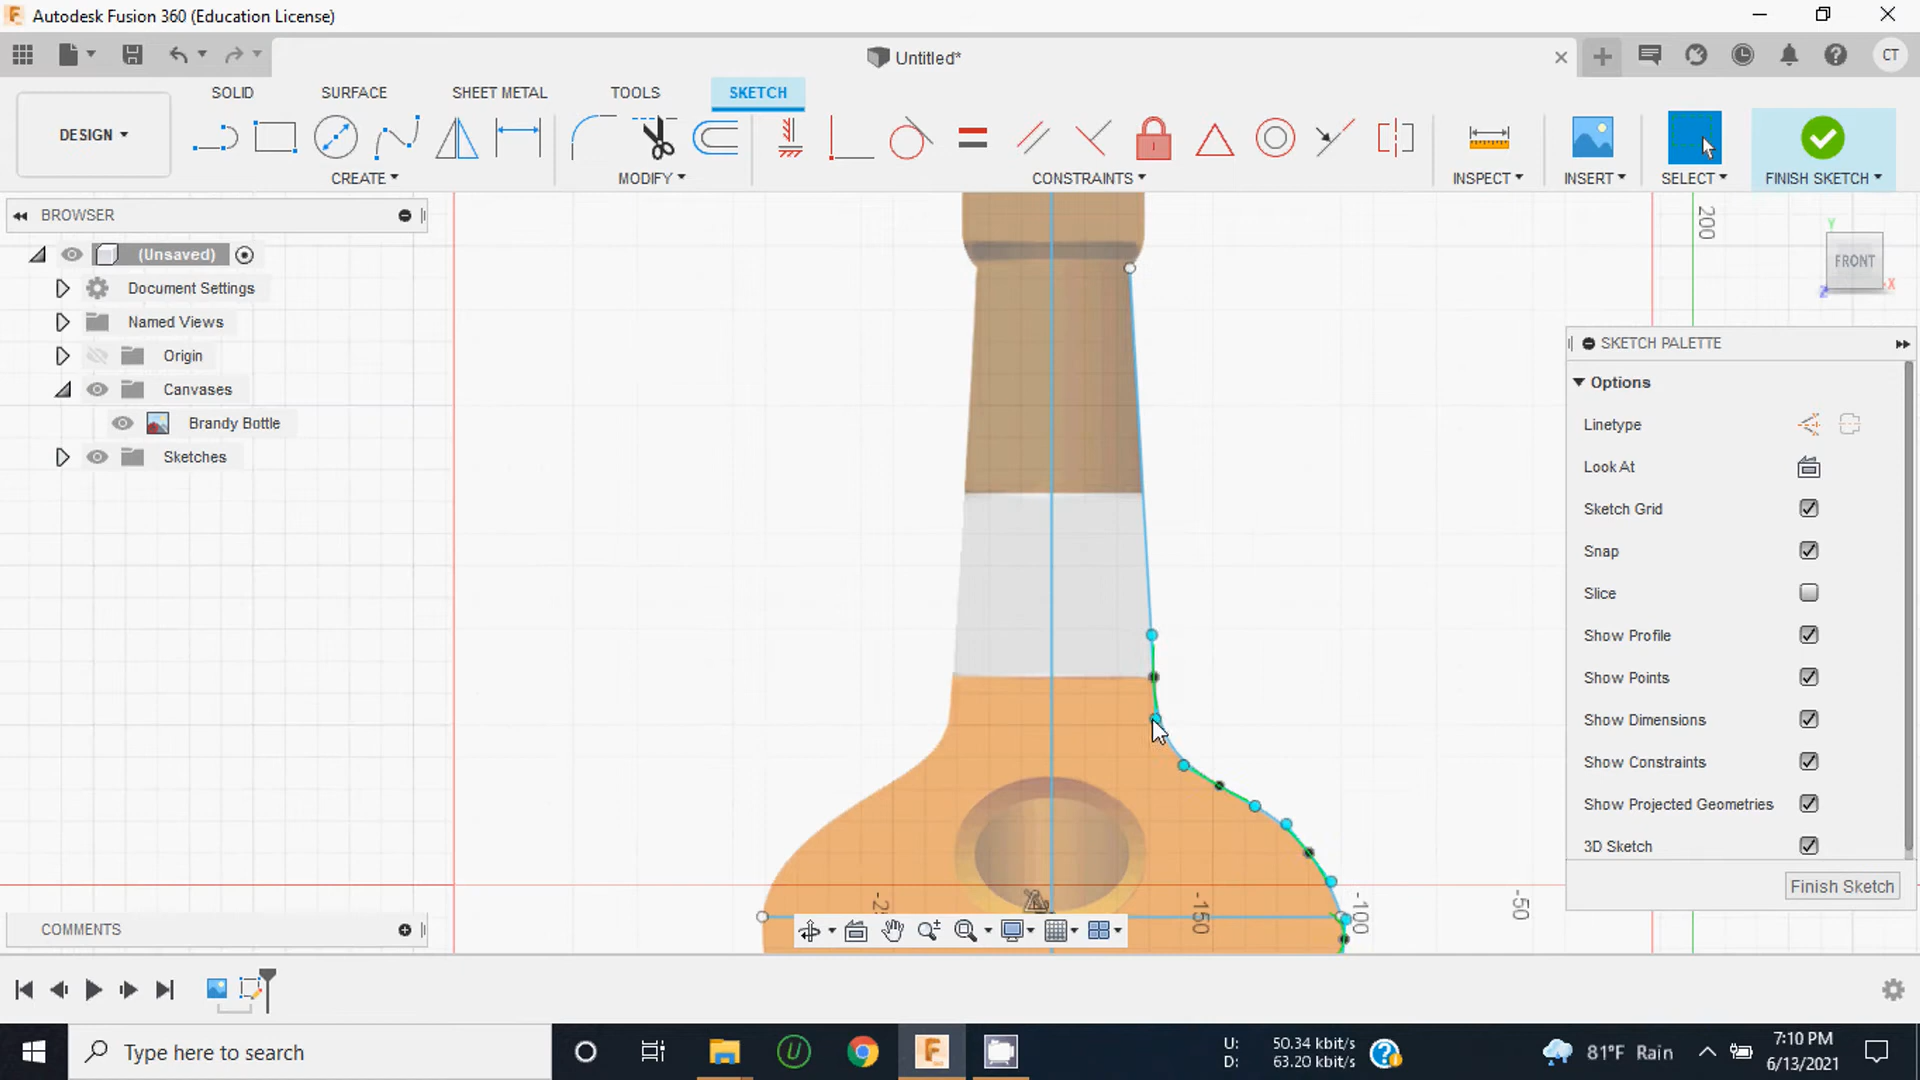 Autodesk Fusion 360 (Education License)
Untitled*
CT
DESIGN
SOLID
SURFACE
SHEET METAL
TOOLS
SKETCH
CREATE
MODIFY
CONSTRAINTS
INSPECT
INSERT
SELECT
FINISH SKETCH
BROWSER
(Unsaved)
Document Settings
Named Views
Origin
Canvases
Brandy Bottle
Sketches
200
Y
FRONT
X
Z
SKETCH PALETTE
Options
Linetype
Look At
Sketch Grid
Snap
Slice
Show Profile
Show Points
Show Dimensions
Show Constraints
Show Projected Geometries
3D Sketch
Finish Sketch
-150
-100
-50
COMMENTS
Type here to search
U: 50.34 kbit/s
D: 63.20 kbit/s
81°F Rain
7:10 PM
6/13/2021